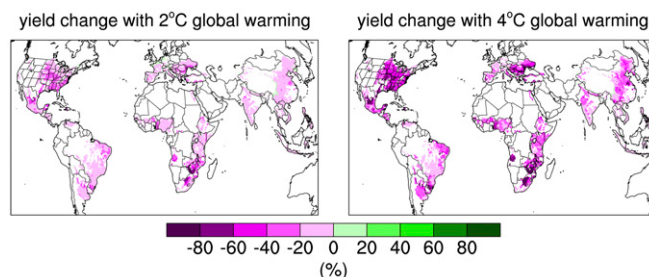 yield change with 2°C global warming
yield change with 4°C global warming
-80 -60 -40 -20 0 20 40 60 80
(%)